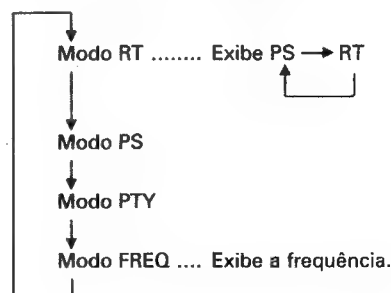 Modo RT ........ Exibe PS → RT
Modo PS
Modo PTY
Modo FREQ .... Exibe a frequência.